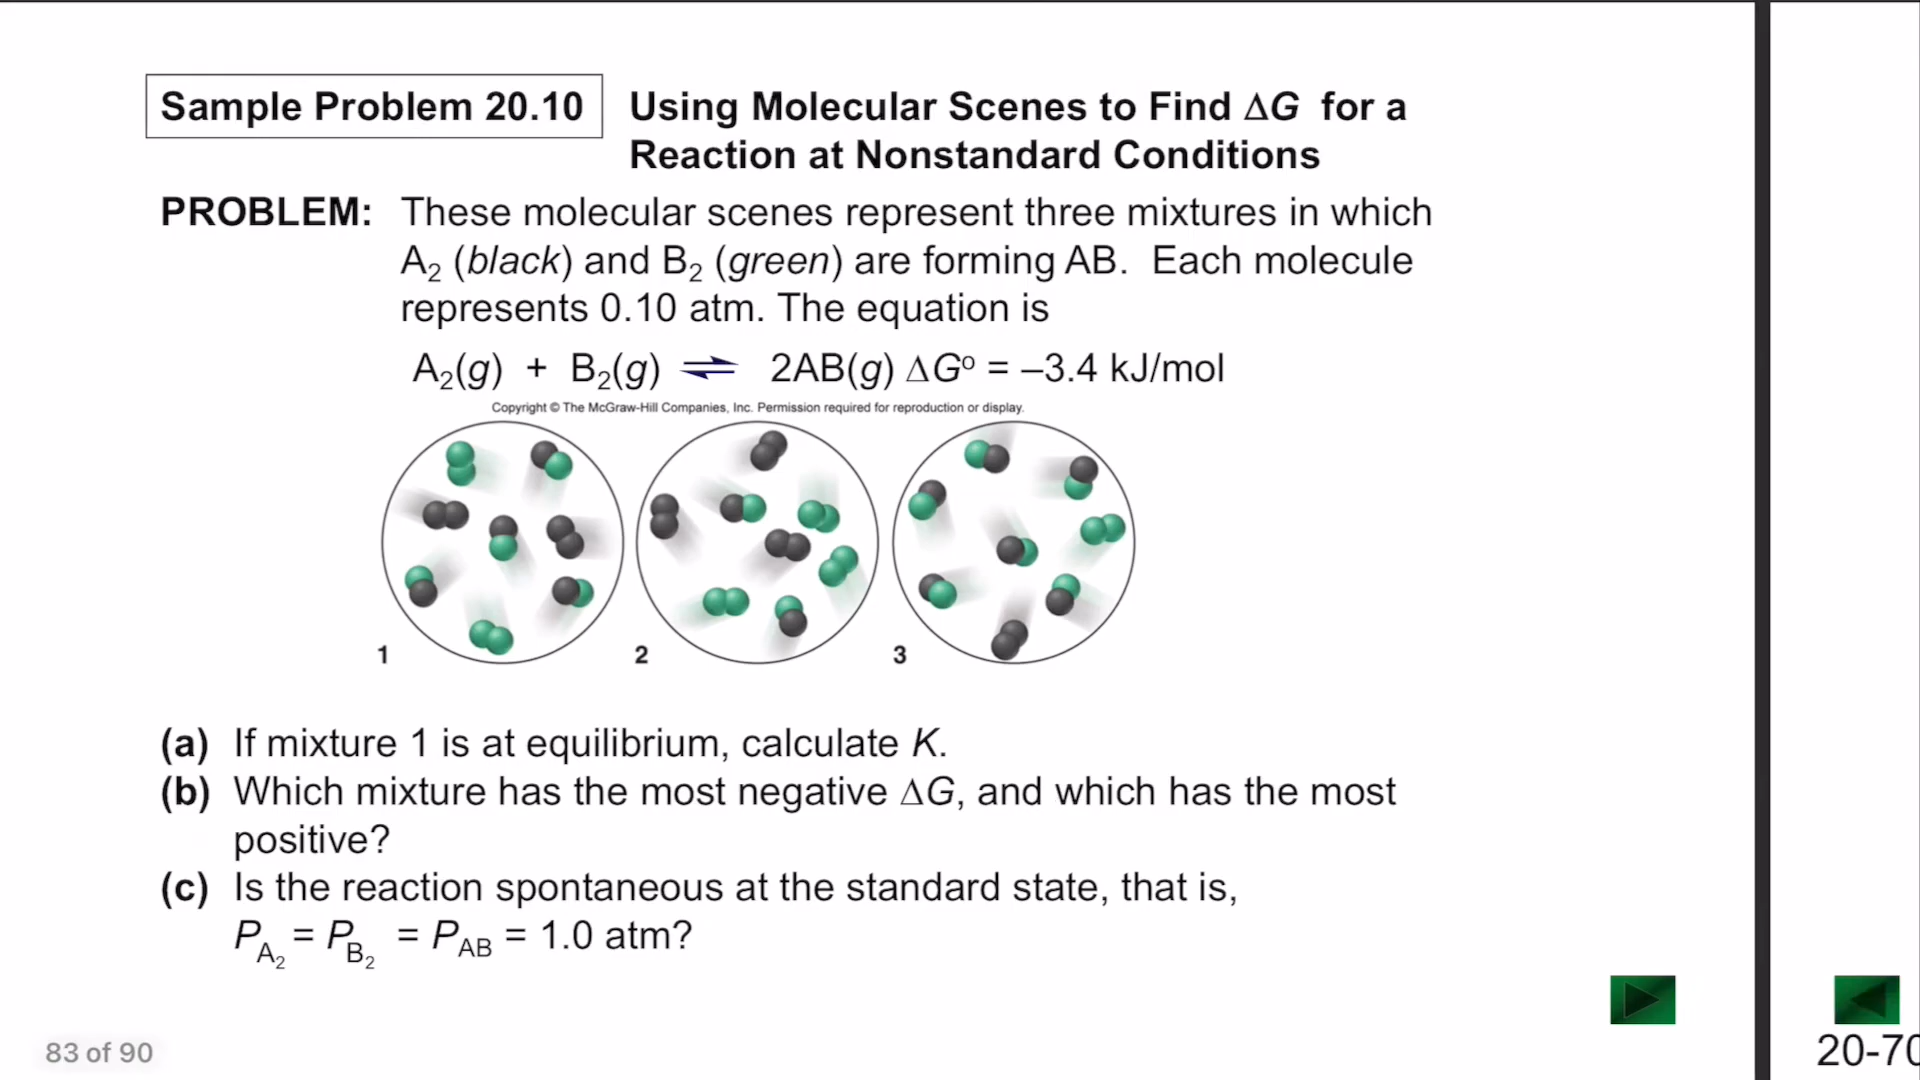 Sample Problem 20.10 Using Molecular Scenes to Find ΔG for a
Reaction at Nonstandard Conditions
PROBLEM: These molecular scenes represent three mixtures in which
A₂ (black) and B₂ (green) are forming AB. Each molecule
represents 0.10 atm. The equation is
A₂(g) + B₂(g) ⇌ 2AB(g) ΔGº = –3.4 kJ/mol
Copyright © The McGraw-Hill Companies, Inc. Permission required for reproduction or display.
1 2 3
(a) If mixture 1 is at equilibrium, calculate K.
(b) Which mixture has the most negative ΔG, and which has the most
positive?
(c) Is the reaction spontaneous at the standard state, that is,
P_A₂ = P_B₂ = P_AB = 1.0 atm?
83 of 90
20-70